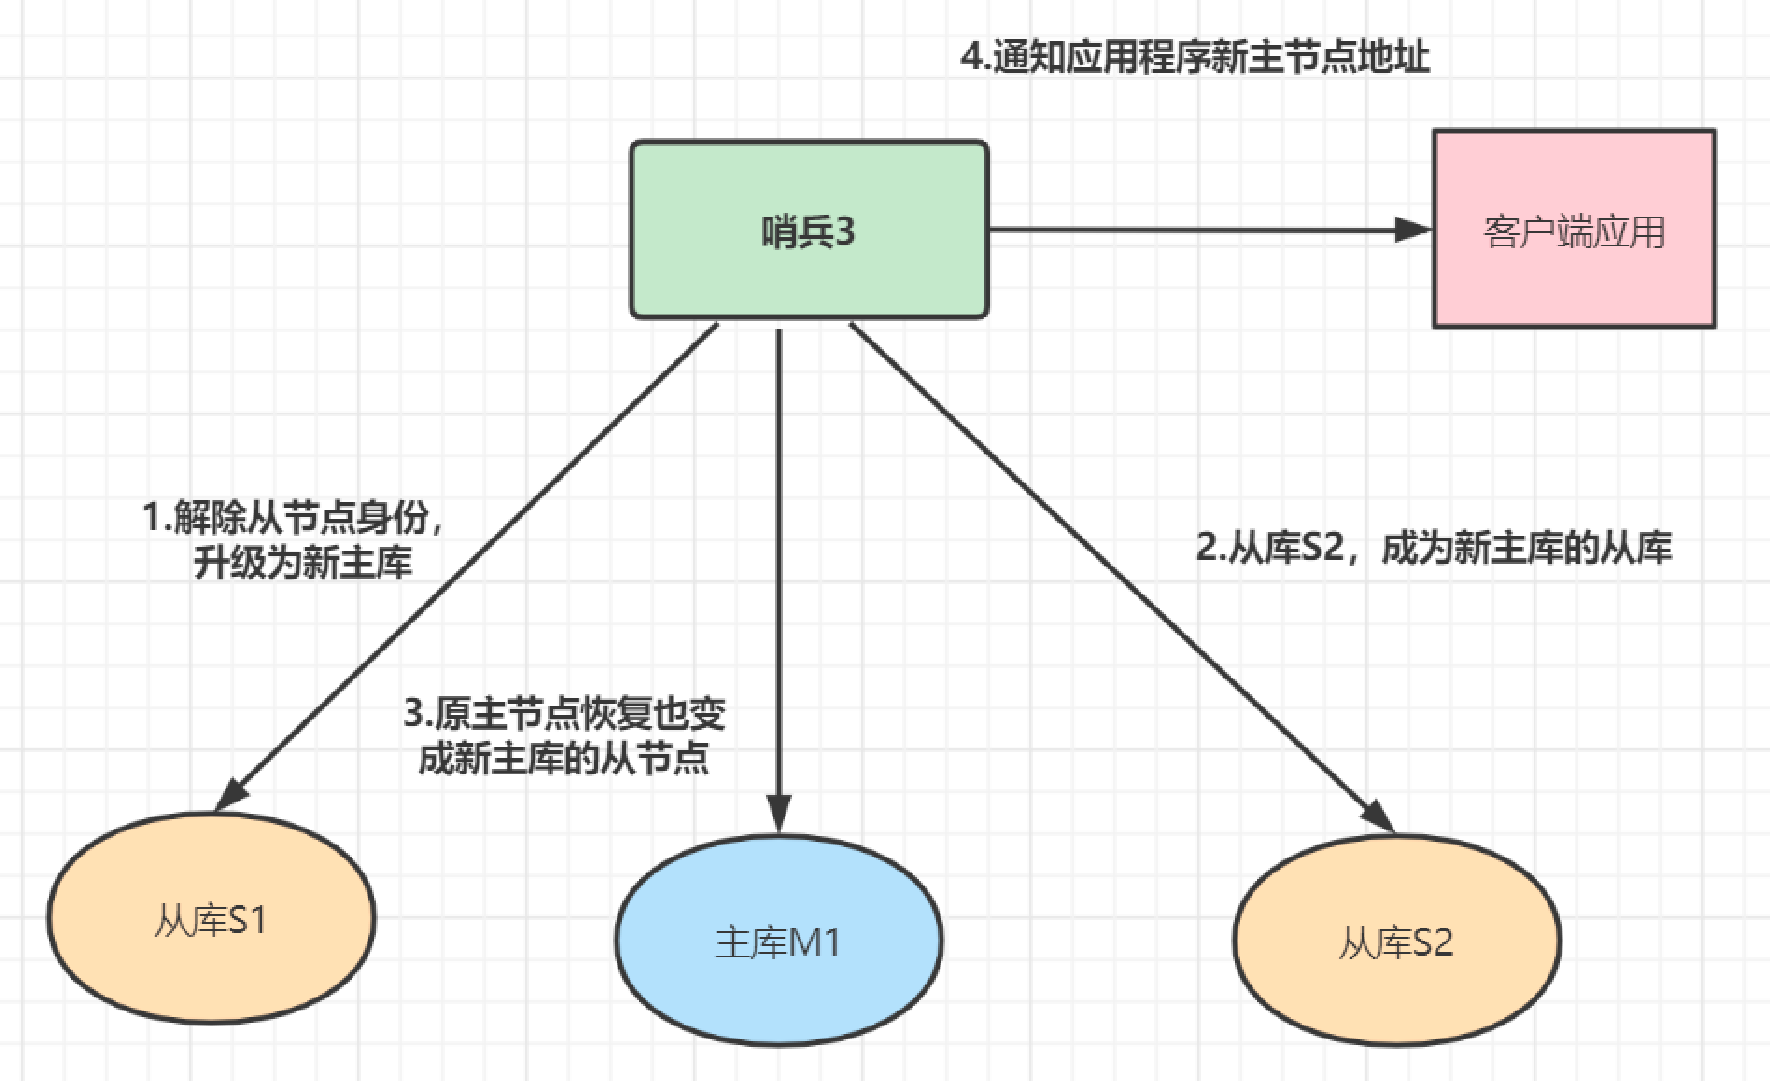 4.通知应用程序新主节点地址
哨兵3
客户端应用
1.解除从节点身份，
升级为新主库
2.从库S2，成为新主库的从库
3.原主节点恢复也变
成新主库的从节点
从库S1
主库M1
从库S2